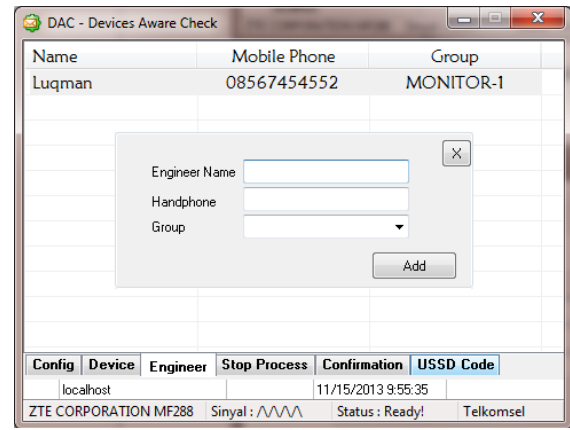 DAC - Devices Aware Check
Name Mobile Phone Group
Luqman 08567454552 MONITOR-1
X
Engineer Name
Handphone
Group
Add
Config Device Engineer Stop Process Confirmation USSD Code
localhost 11/15/2013 9:55:35
ZTE CORPORATION MF288 Sinyal : /\/\/\/\ Status : Ready! Telkomsel